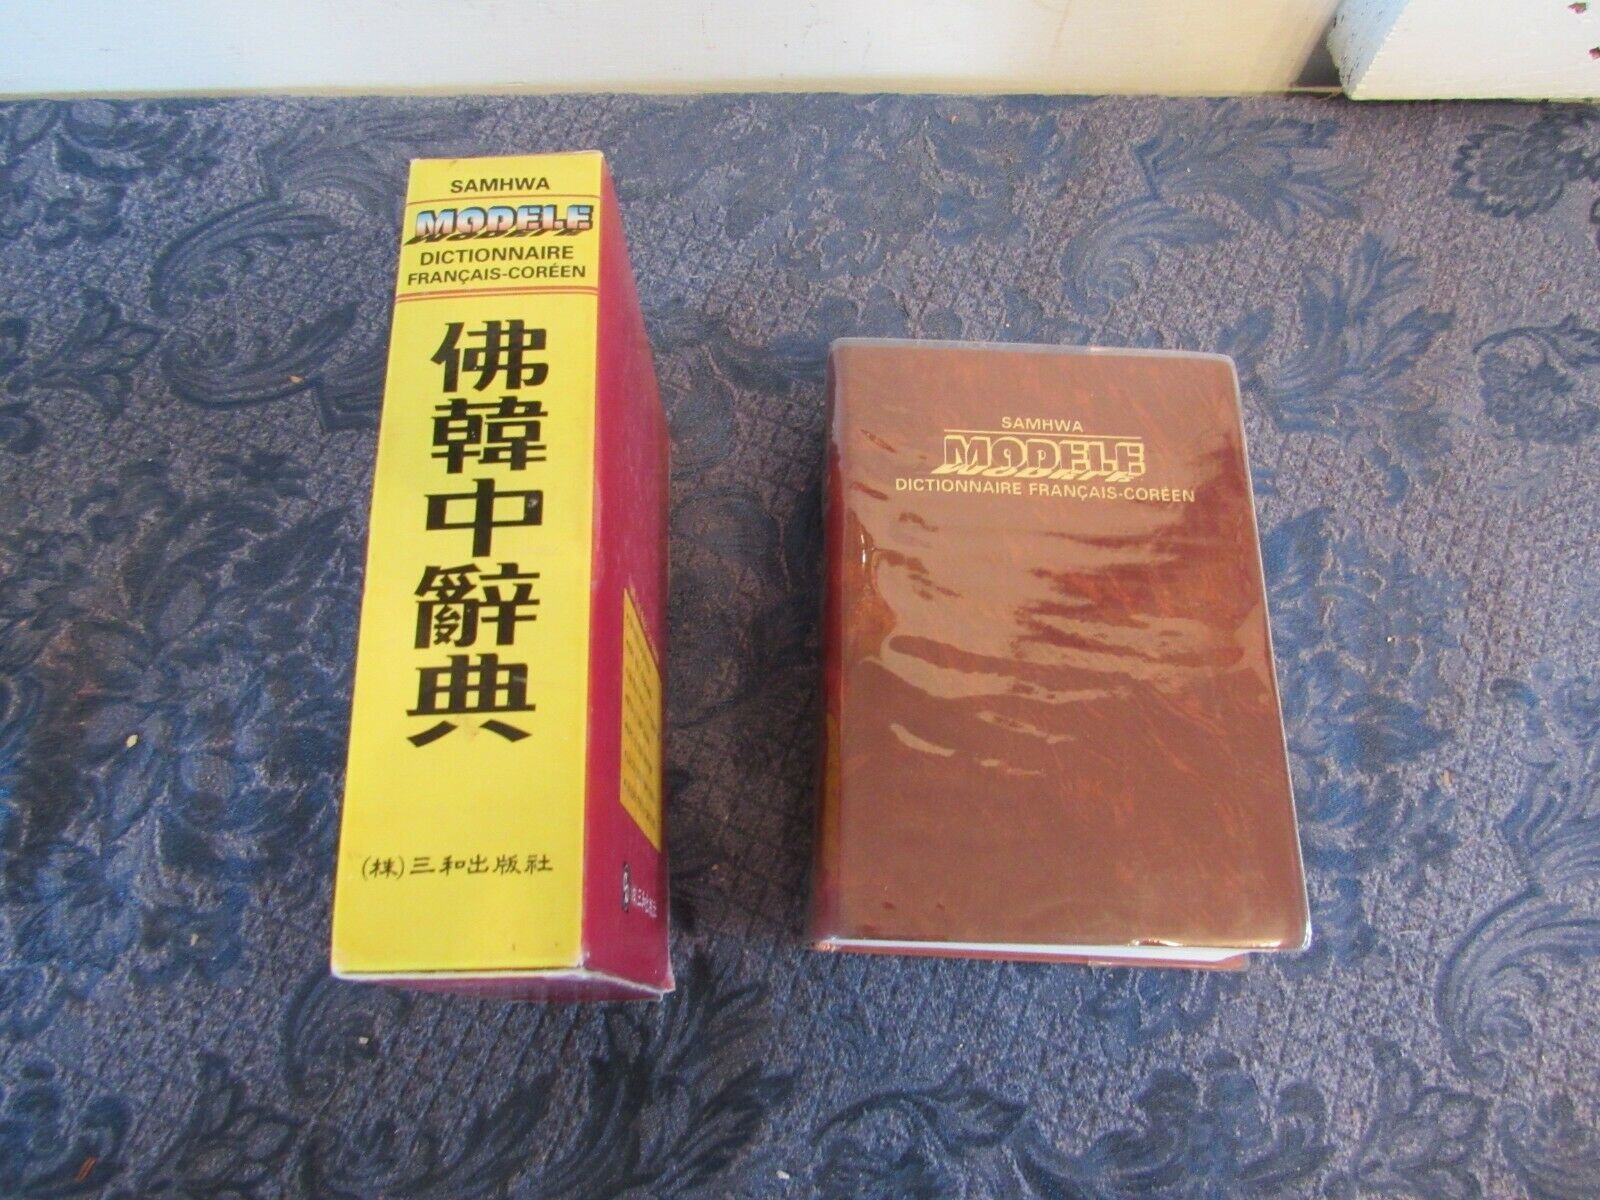 SAMHWA
MODELE
DICTIONNAIRE
FRANÇAIS-CORÉEN
佛韓中辭典
(株)三和出版社
SAMHWA
MODELE
DICTIONNAIRE FRANÇAIS-CORÉEN